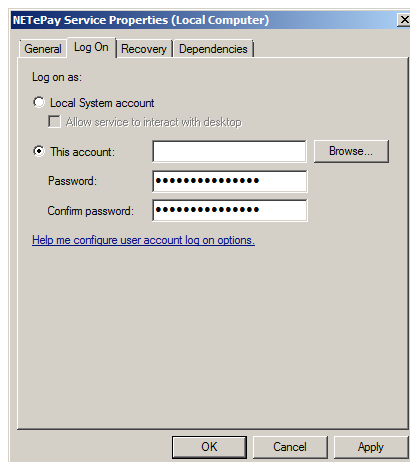 NETePay Service Properties (Local Computer)
General Log On Recovery Dependencies
Log on as:
Local System account
Allow service to interact with desktop
This account: Browse...
Password: •••••••••••••••
Confirm password: •••••••••••••••
Help me configure user account log on options.
OK Cancel Apply